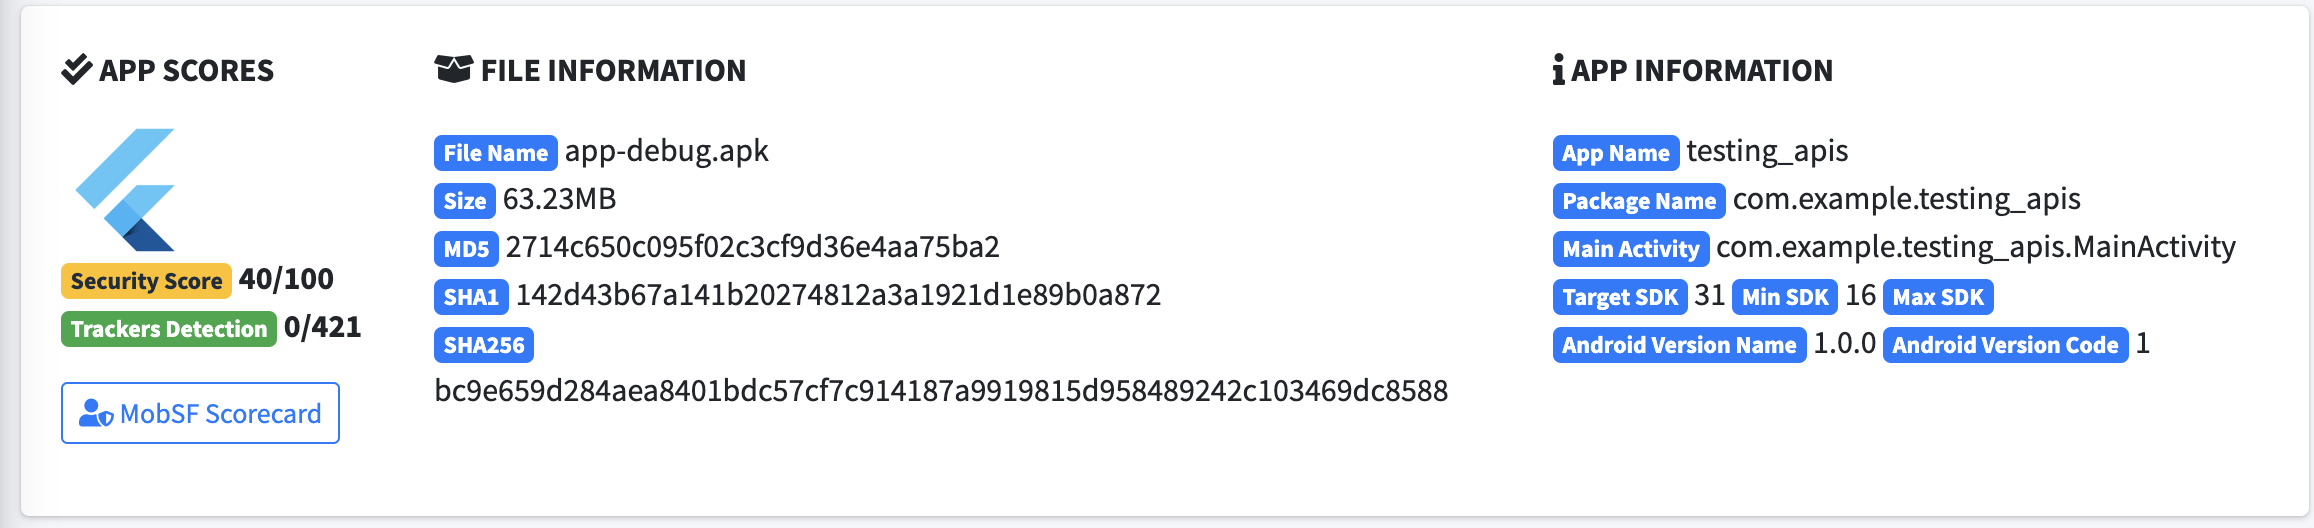 APP SCORES
Security Score 40/100
Trackers Detection 0/421
MobSF Scorecard
FILE INFORMATION
File Name app-debug.apk
Size 63.23MB
MD5 2714c650c095f02c3cf9d36e4aa75ba2
SHA1 142d43b67a141b20274812a3a1921d1e89b0a872
SHA256
bc9e659d284aea8401bdc57cf7c914187a9919815d958489242c103469dc8588
APP INFORMATION
App Name testing_apis
Package Name com.example.testing_apis
Main Activity com.example.testing_apis.MainActivity
Target SDK 31 Min SDK 16 Max SDK
Android Version Name 1.0.0 Android Version Code 1